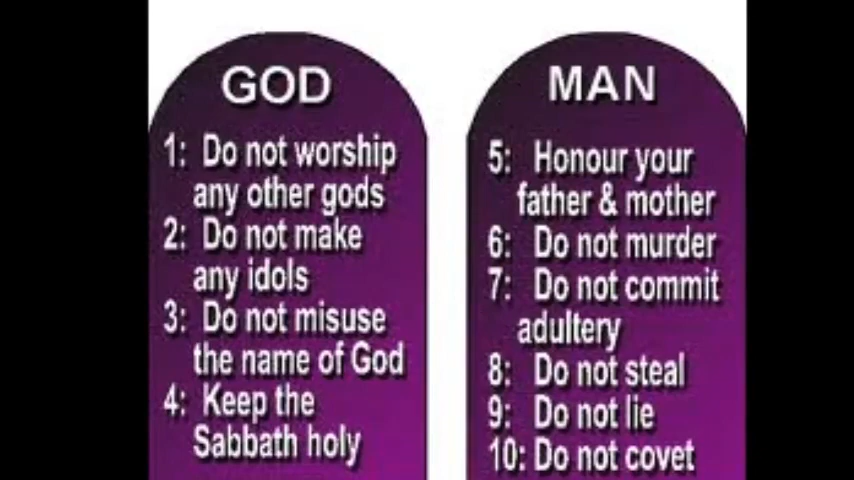 GOD
1: Do not worship
any other gods
2: Do not make
any idols
3: Do not misuse
the name of God
4: Keep the
Sabbath holy
MAN
5: Honour your
father & mother
6: Do not murder
7: Do not commit
adultery
8: Do not steal
9: Do not lie
10: Do not covet